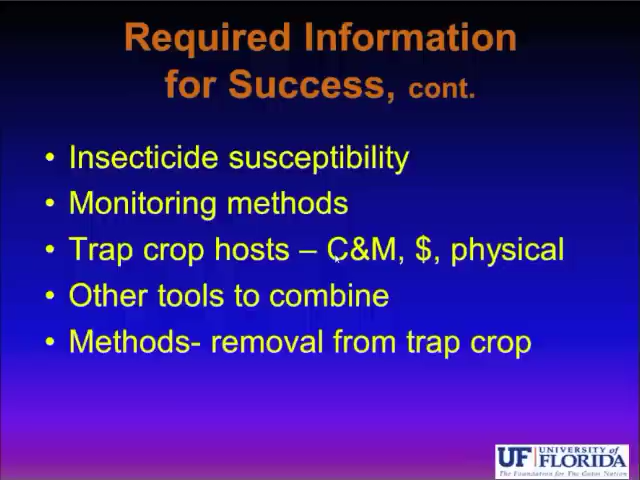 Required Information
for Success, cont.
• Insecticide susceptibility
• Monitoring methods
• Trap crop hosts – C&M, $, physical
• Other tools to combine
• Methods- removal from trap crop
UF UNIVERSITY of
FLORIDA
The Foundation for The Gator Nation